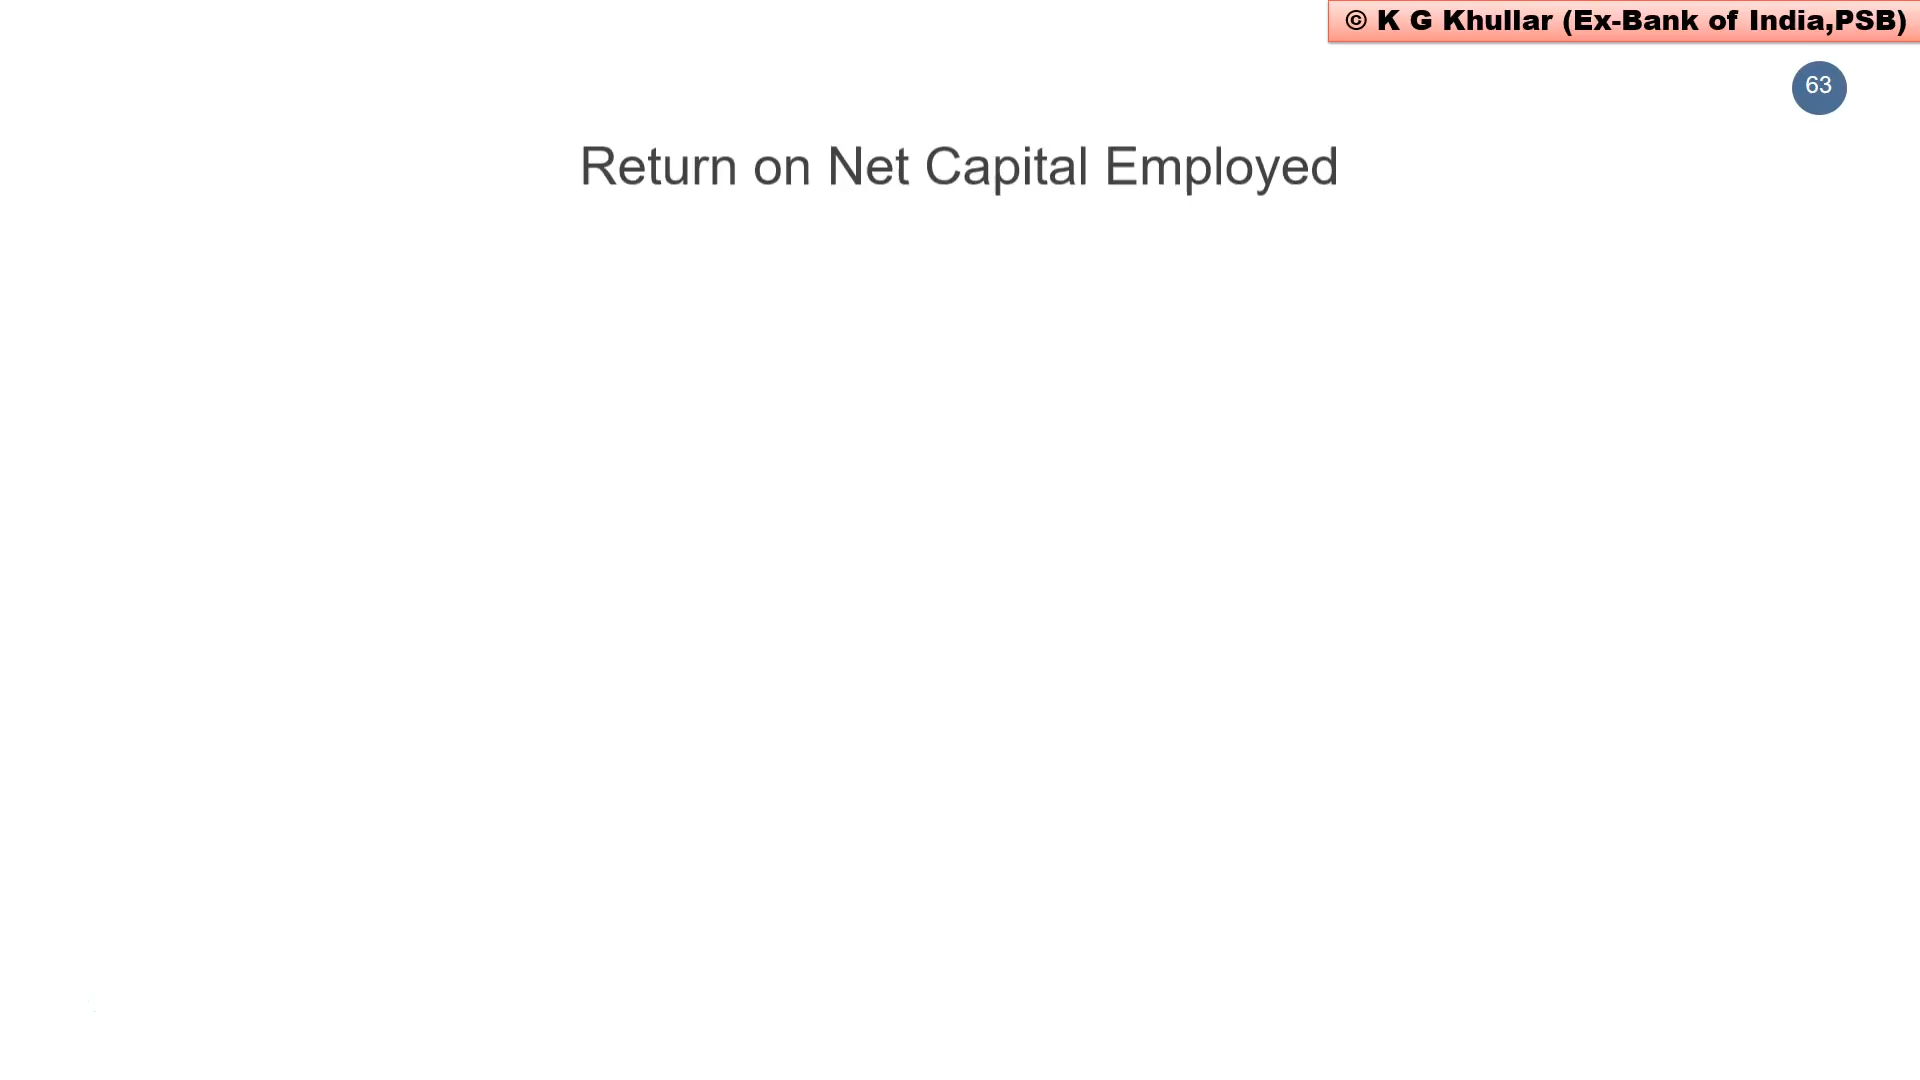 © K G Khullar (Ex-Bank of India,PSB)
63
Return on Net Capital Employed